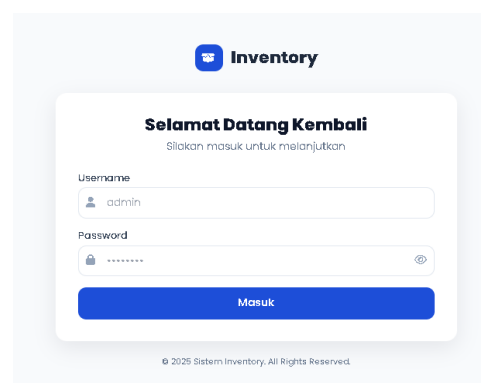 Inventory
Selamat Datang Kembali
Silakan masuk untuk melanjutkan
Username
admin
Password
••••••••
Masuk
© 2025 Sistem Inventory. All Rights Reserved.